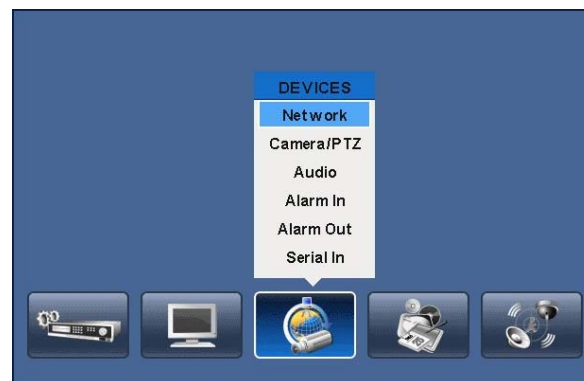 DEVICES
Network
Camera/PTZ
Audio
Alarm In
Alarm Out
Serial In